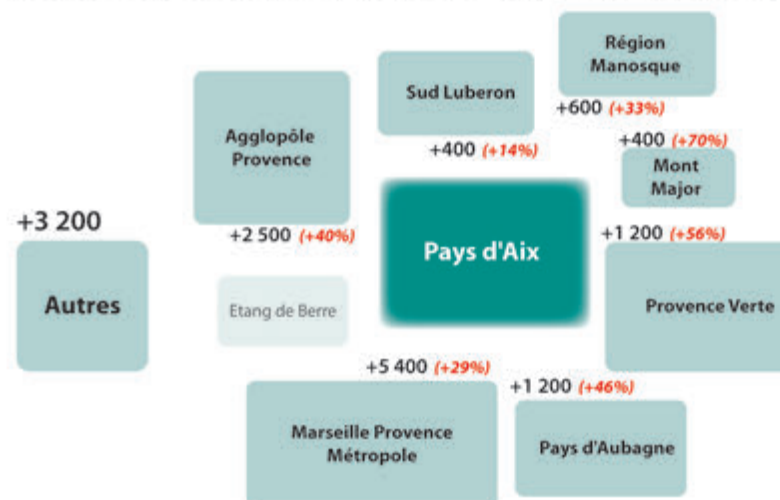 Région
Manosque
+600 (+33%)
Sud Luberon
+400 (+14%)
Agglopôle
Provence
+2 500 (+40%)
+400 (+70%)
Mont
Major
+3 200
Autres
Pays d'Aix
+1 200 (+56%)
Provence Verte
Etang de Berre
+5 400 (+29%)
Marseille Provence
Métropole
+1 200 (+46%)
Pays d'Aubagne